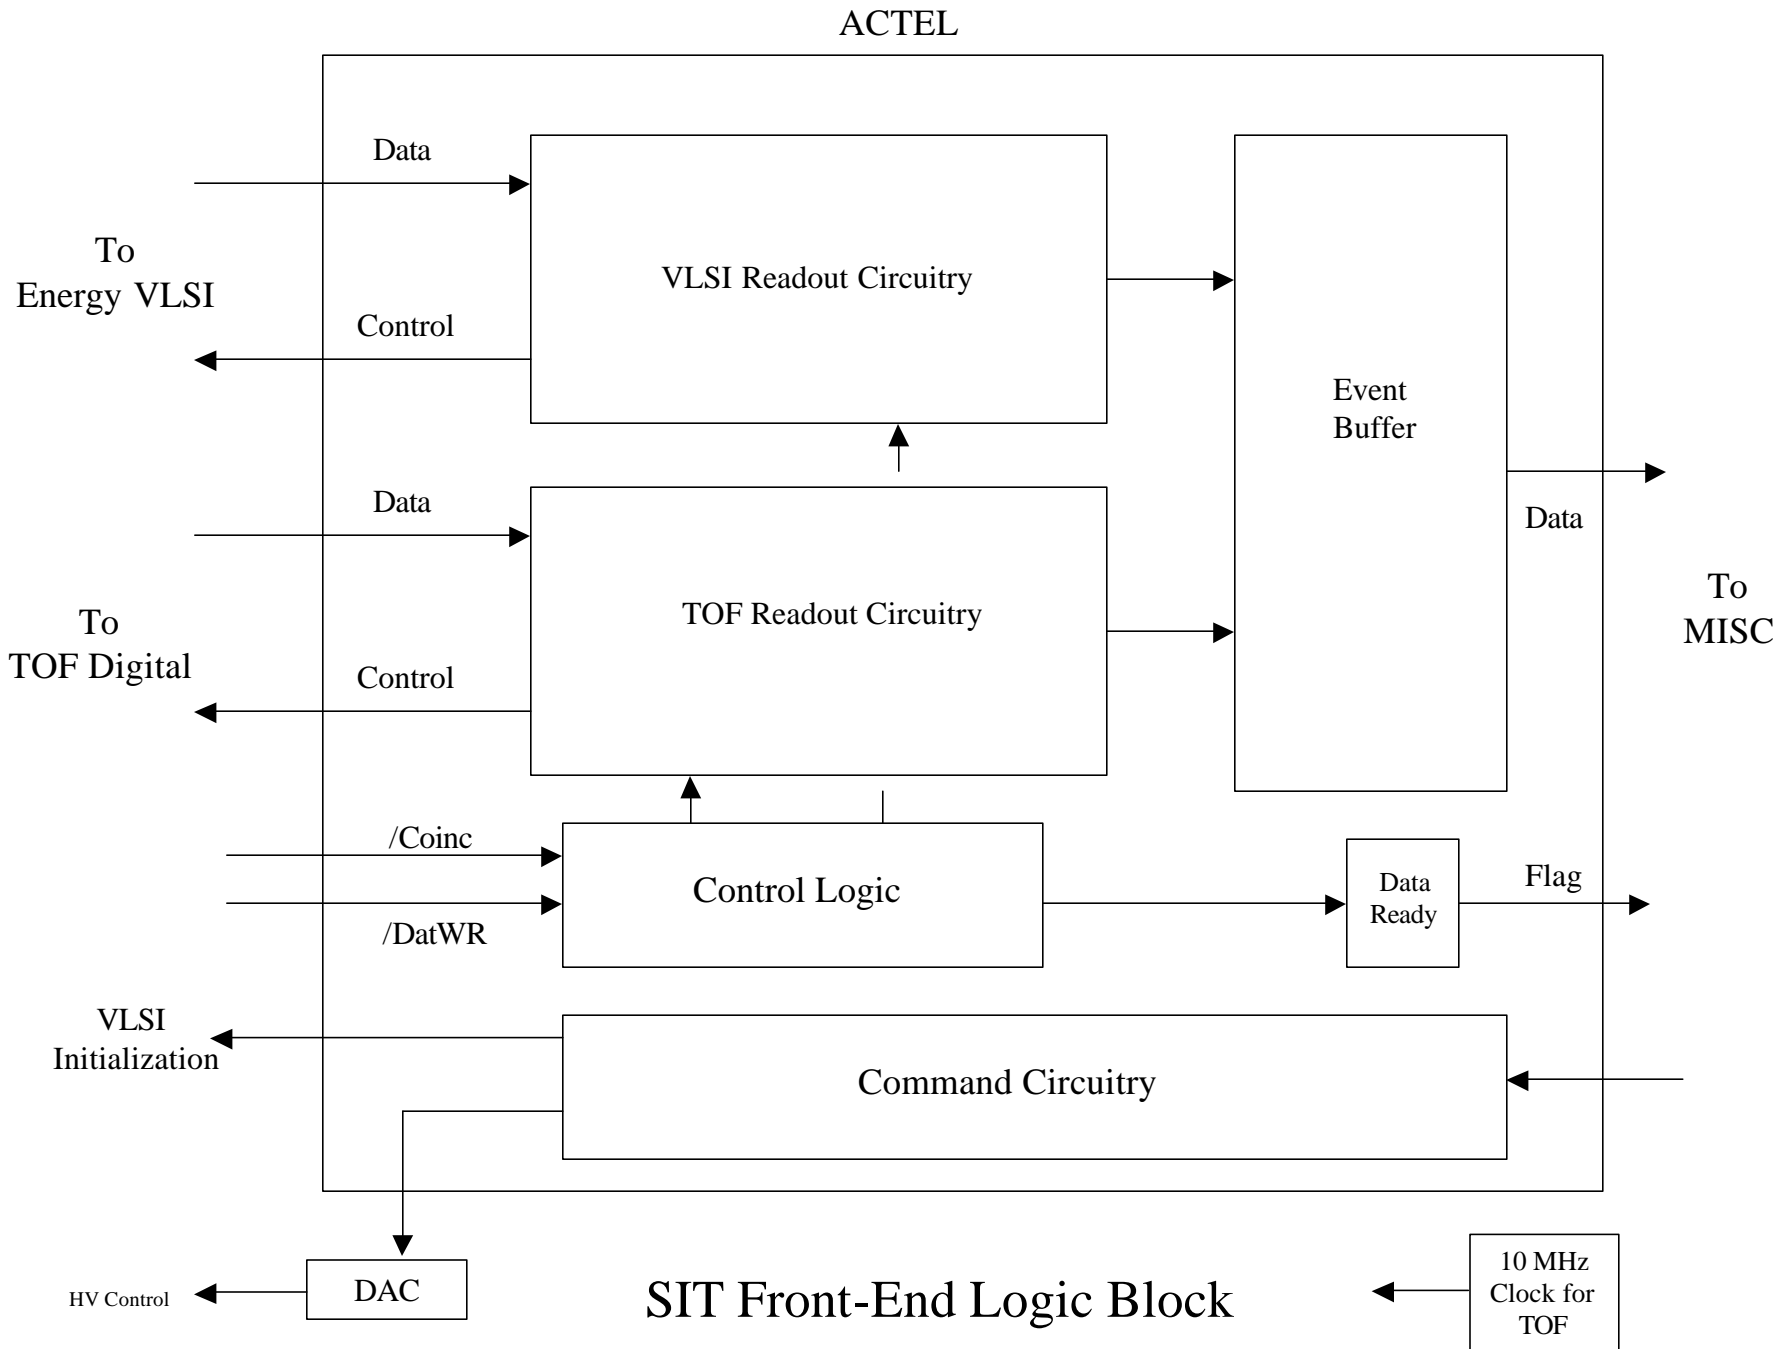 ACTEL
Data
To
Energy VLSI
VLSI Readout Circuitry
Control
Event
Buffer
Data
Data
To
TOF Digital
TOF Readout Circuitry
To
MISC
Control
/Coinc
/DatWR
Control Logic
Data
Ready
Flag
VLSI
Initialization
Command Circuitry
HV Control
DAC
SIT Front-End Logic Block
10 MHz
Clock for
TOF